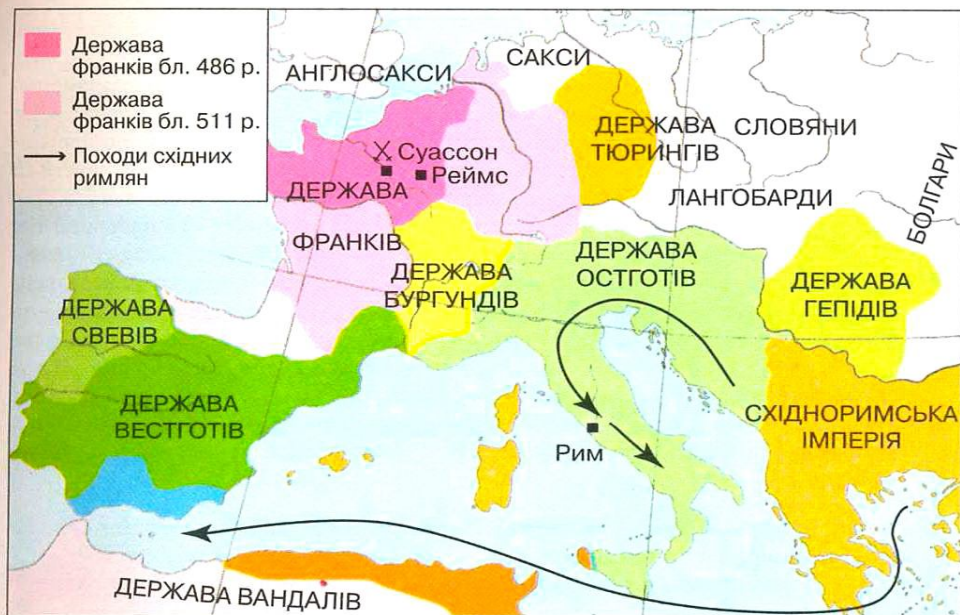 Держава
франків бл. 486 р.
Держава
франків бл. 511 р.
Походи східних
римлян
АНГЛОСАКСИ
САКСИ
ДЕРЖАВА
ТЮРИНГІВ
СЛОВЯНИ
ЛАНГОБАРДИ
БОЛГАРИ
Суассон
Реймс
ДЕРЖАВА
ФРАНКІВ
ДЕРЖАВА
БУРГУНДІВ
ДЕРЖАВА
ОСТГОТІВ
ДЕРЖАВА
ГЕПІДІВ
ДЕРЖАВА
СВЕВІВ
ДЕРЖАВА
ВЕСТГОТІВ
Рим
СХІДНОРИМСЬКА
ІМПЕРІЯ
ДЕРЖАВА ВАНДАЛІВ